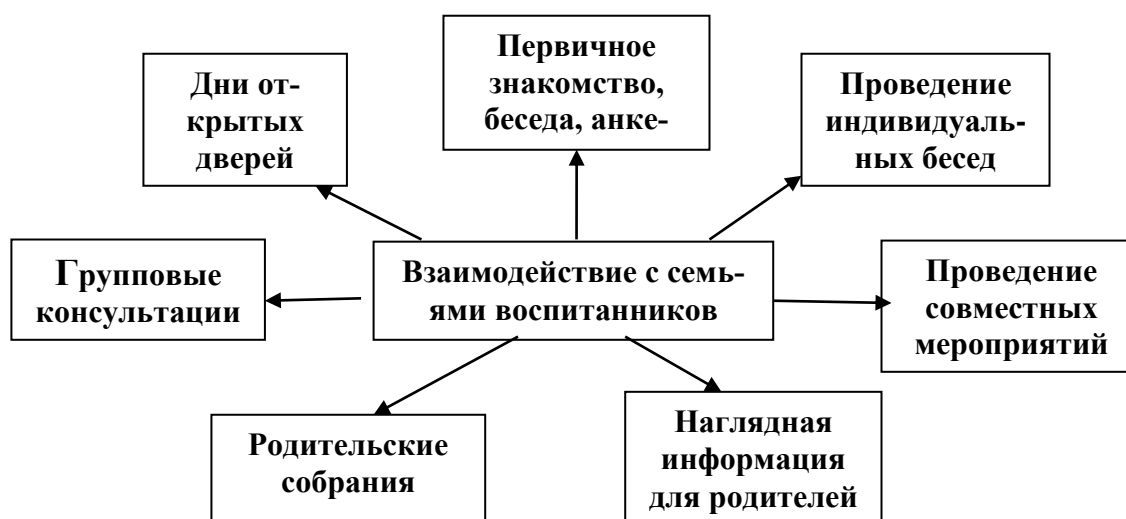 Первичное
знакомство,
беседа, анке-
Дни от-
крытых
дверей
Проведение
индивидуаль-
ных бесед
Групповые
консультации
Взаимодействие с семь-
ями воспитанников
Проведение
совместных
мероприятий
Родительские
собрания
Наглядная
информация
для родителей